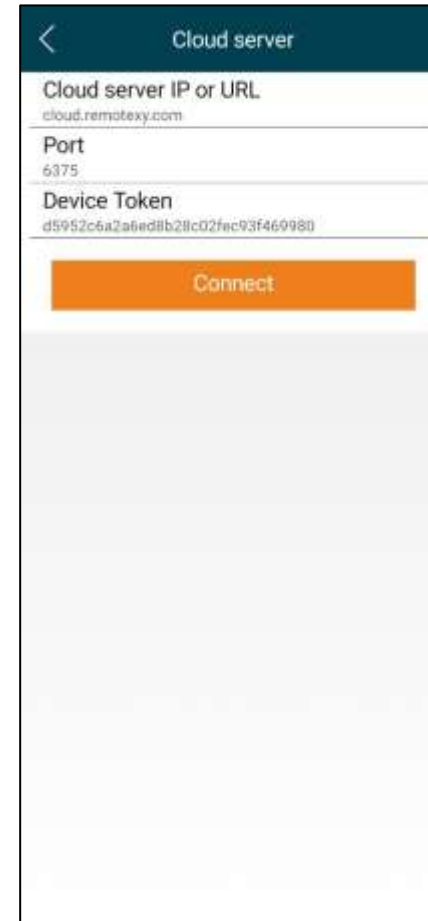 Cloud server
Cloud server IP or URL
cloud.remotexy.com
Port
6375
Device Token
d5952c6a2a6ed8b28c02fec93f469980
Connect